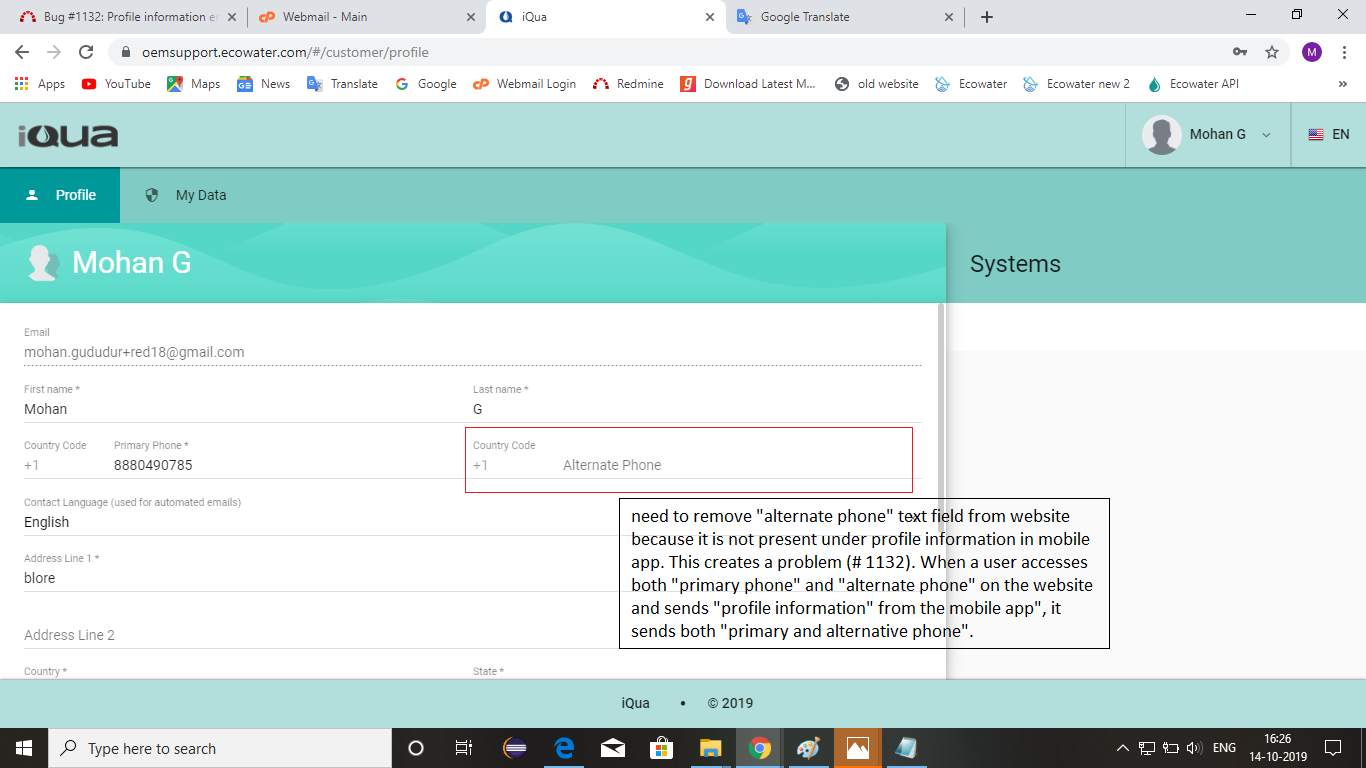 Bug #1132: Profile information er
Webmail - Main
iQua
Google Translate
oemsupport.ecowater.com/#/customer/profile
M
Apps
YouTube
Maps
News
Translate
Google
Webmail Login
Redmine
Download Latest M...
old website
Ecowater
Ecowater new 2
Ecowater API
»
iQua
Mohan G
EN
Profile
My Data
Mohan G
Systems
Email
mohan.gududur+red18@gmail.com
First name *
Last name *
Mohan
G
Country Code
Primary Phone *
Country Code
+1
8880490785
+1
Alternate Phone
Contact Language (used for automated emails)
English
need to remove "alternate phone" text field from website
because it is not present under profile information in mobile
app. This creates a problem (# 1132). When a user accesses
both "primary phone" and "alternate phone" on the website
and sends "profile information" from the mobile app", it
sends both "primary and alternative phone".
Address Line 1 *
blore
Address Line 2
Country *
State *
iQua • © 2019
Type here to search
ENG
16:26
14-10-2019